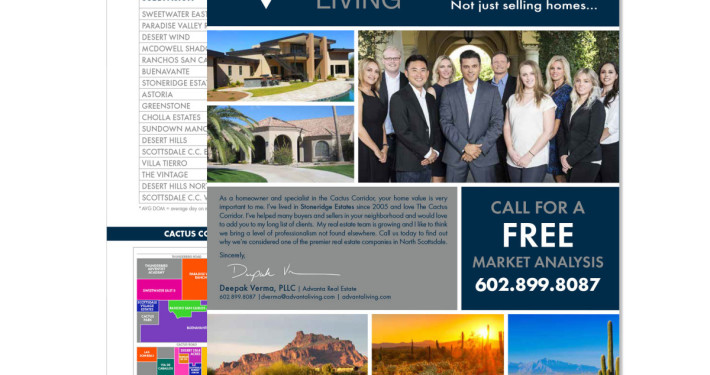 SWEETWATER EAST
PARADISE VALLEY
DESERT WIND
MCDOWELL SHAD
RANCHOS SAN CA
BUENAVANTE
STONERIDGE ESTA
ASTORIA
GREENSTONE
CHOLLA ESTATES
SUNDOWN MANO
DESERT HILLS
SCOTTSDALE C.C. E
VILLA TIERRO
THE VINTAGE
DESERT HILLS NOR
SCOTTSDALE C.C. V
*AVG DOM = average day on
CACTUS CO
LIVING
Not just selling homes...
As a homeowner and specialist in the Cactus Corridor, your home value is very
important to me. I've lived in Stoneridge Estates since 2005 and love The Cactus
Corridor. I've helped many buyers and sellers in your neighborhood and would love
to add you to my long list of clients. My real estate team is growing and I like to think
we bring a level of professionalism not found elsewhere. Call us today to find out
why we're considered one of the premier real estate companies in North Scottsdale.
Sincerely,
Deepak Verma, PLLC | Advanta Real Estate
602.899.8087 | dverma@advantaliving.com | advantaliving.com
CALL FOR A
FREE
MARKET ANALYSIS
602.899.8087